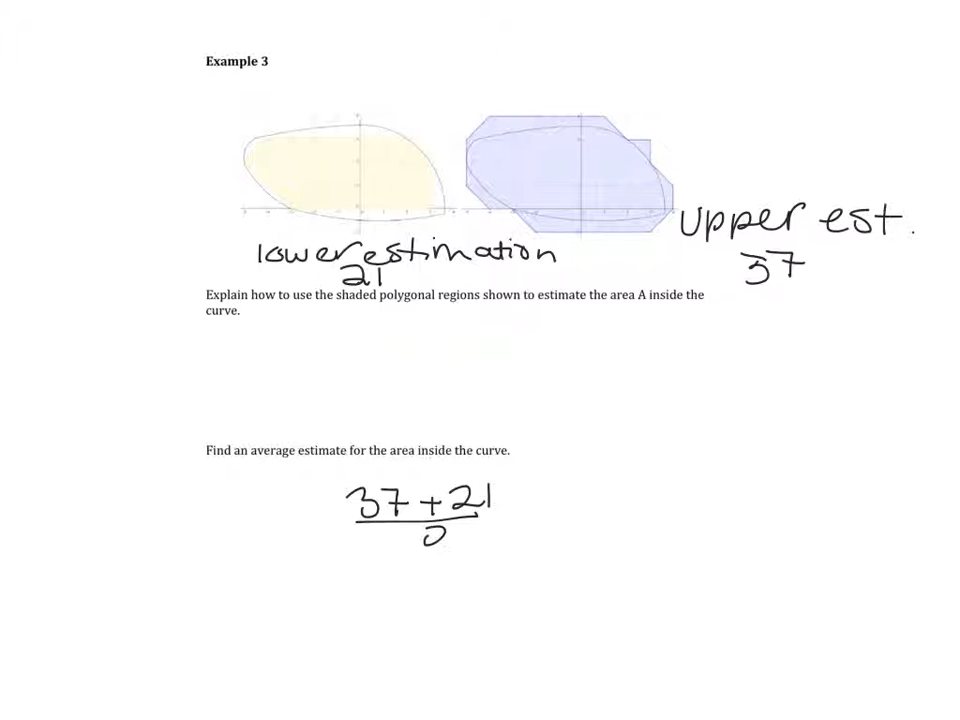 Example 3
lower estimation
21
upper est.
37
Explain how to use the shaded polygonal regions shown to estimate the area A inside the
curve.
Find an average estimate for the area inside the curve.
37 + 21